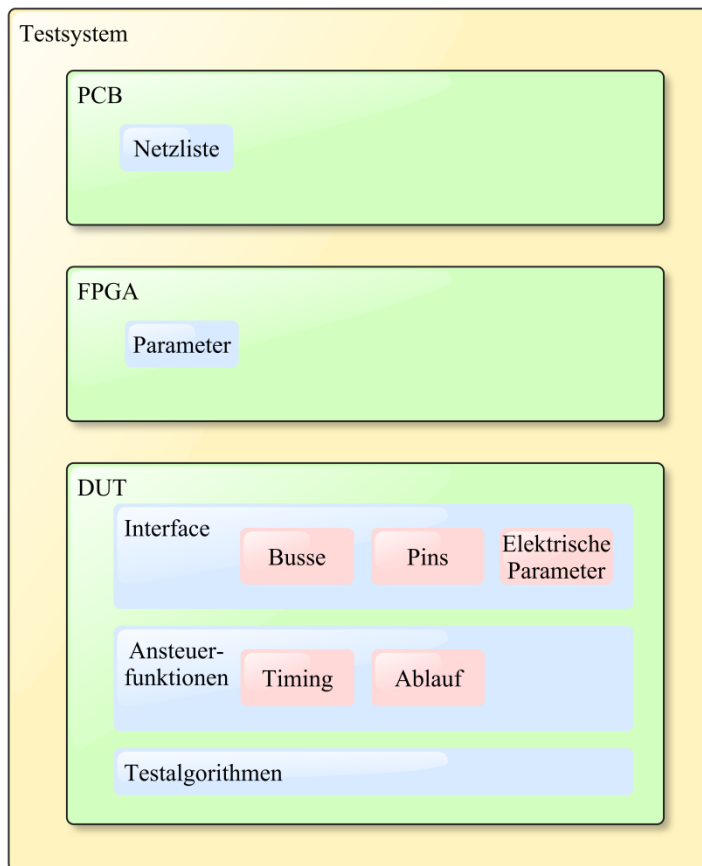 Testsystem
PCB
Netzliste
FPGA
Parameter
DUT
Interface
Busse
Pins
Elektrische
Parameter
Ansteuer-
funktionen
Timing
Ablauf
Testalgorithmen